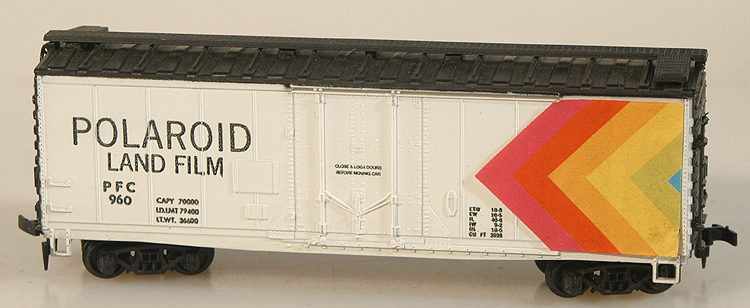 POLAROID
LAND FILM
PFC
960
CAPY 70000
LD.LMT 79400
LT.WT. 36600
CLOSE & LOCK DOORS
BEFORE MOVING CAR